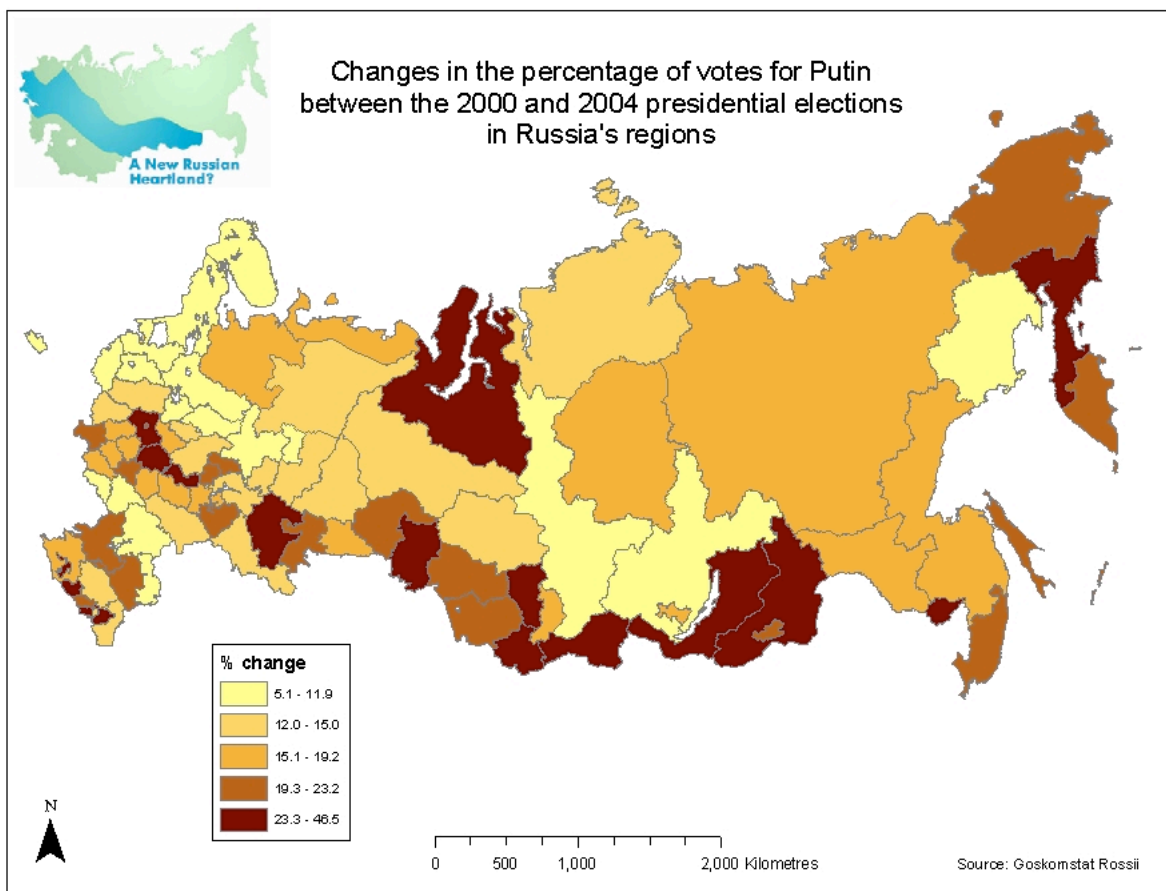 Changes in the percentage of votes for Putin
between the 2000 and 2004 presidential elections
in Russia's regions
A New Russian
Heartland?
% change
5.1 - 11.9
12.0 - 15.0
15.1 - 19.2
19.3 - 23.2
23.3 - 46.5
N
0 500 1,000 2,000 Kilometres
Source: Goskomstat Rossii